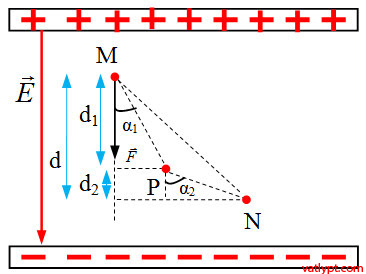 + + + + + + + + +
M
E⃗
d₁
α₁
d
F⃗
d₂
P
α₂
N
− − − − − − − − −
vatlypt.com